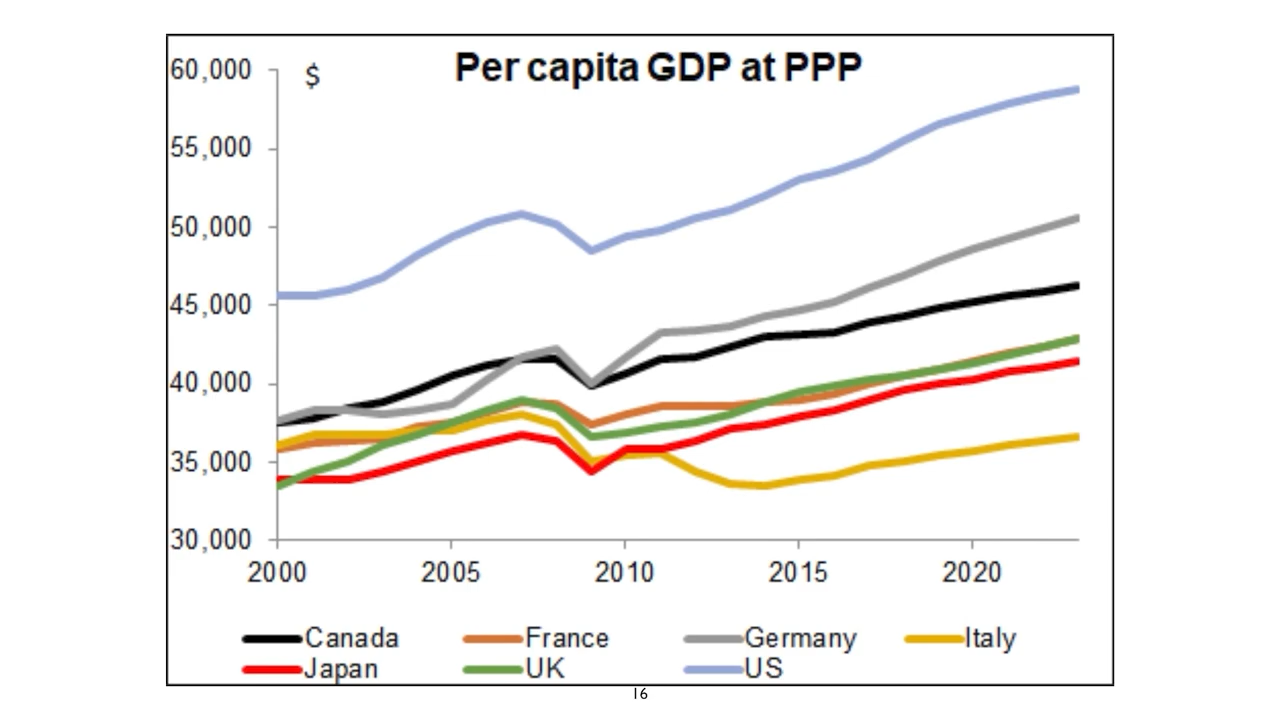 Per capita GDP at PPP
$
60,000
55,000
50,000
45,000
40,000
35,000
30,000
2000 2005 2010 2015 2020
Canada France Germany Italy
Japan UK US
16